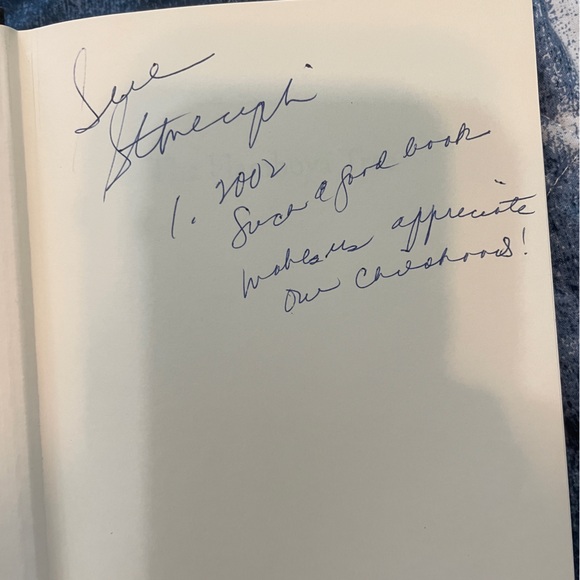 Sue
1. 2002
Such a good book
makes us appreciate
our childhood!